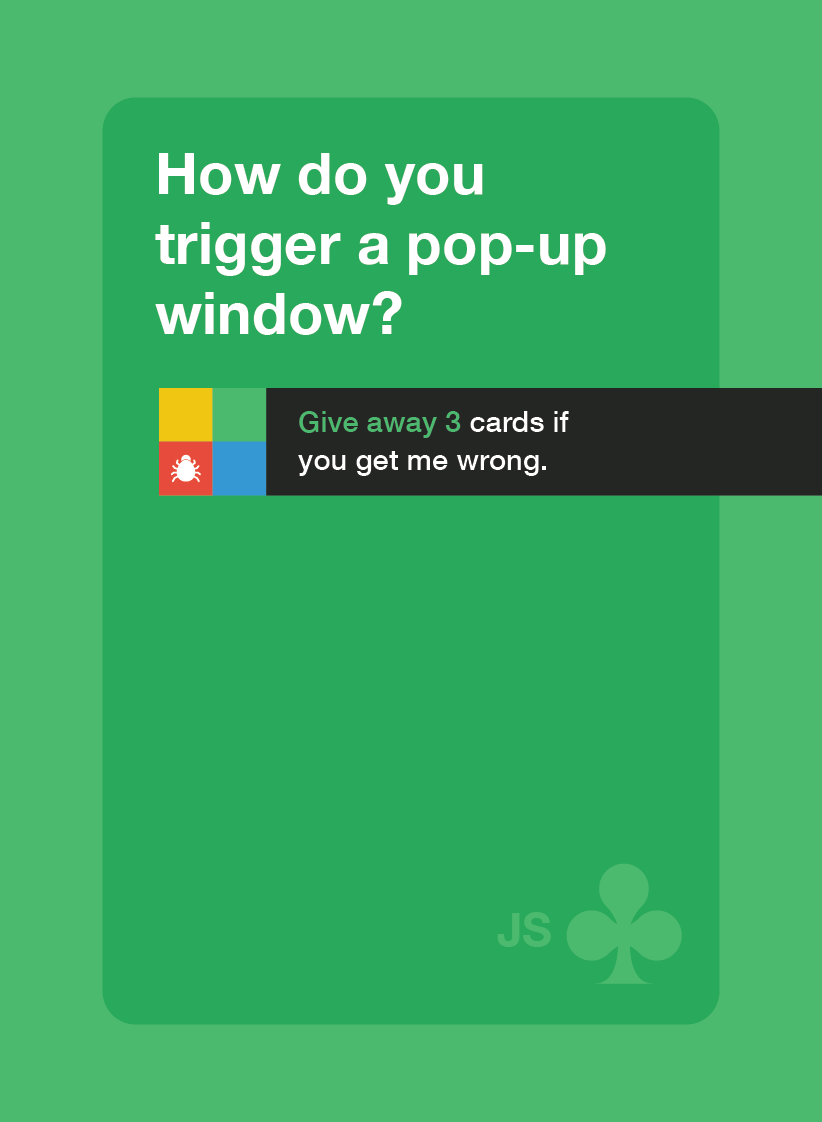 How do you
trigger a pop-up
window?
Give away 3 cards if
you get me wrong.
JS